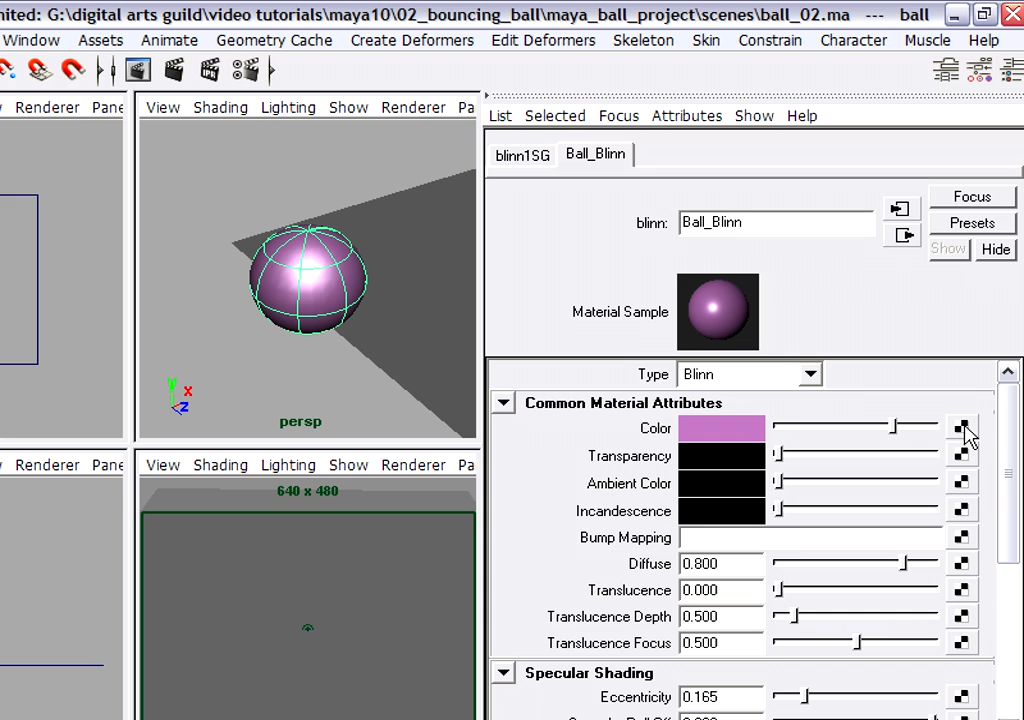 nited: G:\digital arts guild\video tutorials\maya10\02_bouncing_ball\maya_ball_project\scenes\ball_02.ma --- ball
Window Assets Animate Geometry Cache Create Deformers Edit Deformers Skeleton Skin Constrain Character Muscle Help
IPR
Renderer Pane
View Shading Lighting Show Renderer Pa
List Selected Focus Attributes Show Help
blinn1SG Ball_Blinn
blinn: Ball_Blinn
Focus
Presets
Show Hide
Material Sample
y x z
persp
Type Blinn
Common Material Attributes
Color
Transparency
Ambient Color
Incandescence
Bump Mapping
Diffuse 0.800
Translucence 0.000
Translucence Depth 0.500
Translucence Focus 0.500
Renderer Pane
View Shading Lighting Show Renderer Pa
640 x 480
Specular Shading
Eccentricity 0.165